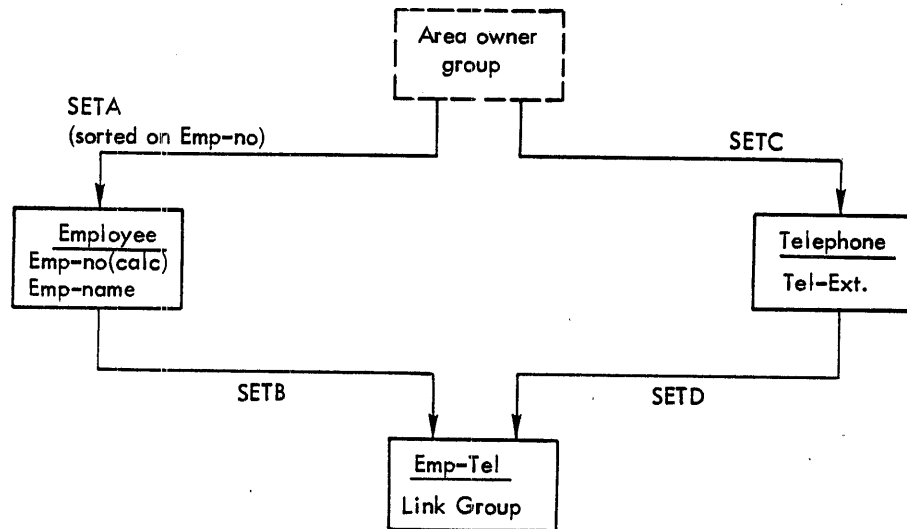 Area owner
group
SETA
(sorted on Emp-no)
SETC
Employee
Emp-no(calc)
Emp-name
Telephone
Tel-Ext.
SETB
SETD
Emp-Tel
Link Group